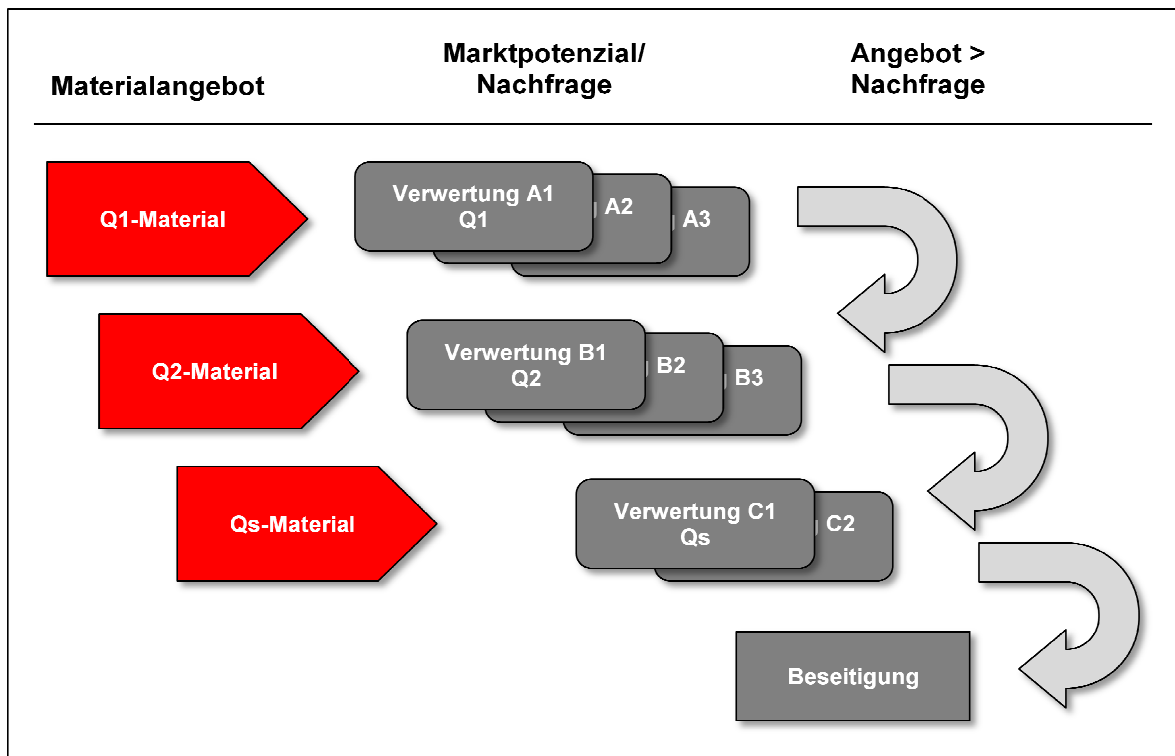 Materialangebot
Marktpotenzial/
Nachfrage
Angebot >
Nachfrage
Q1-Material
Verwertung A1
Q1
g A2
g A3
Q2-Material
Verwertung B1
Q2
g B2
g B3
Qs-Material
Verwertung C1
Qs
g C2
Beseitigung